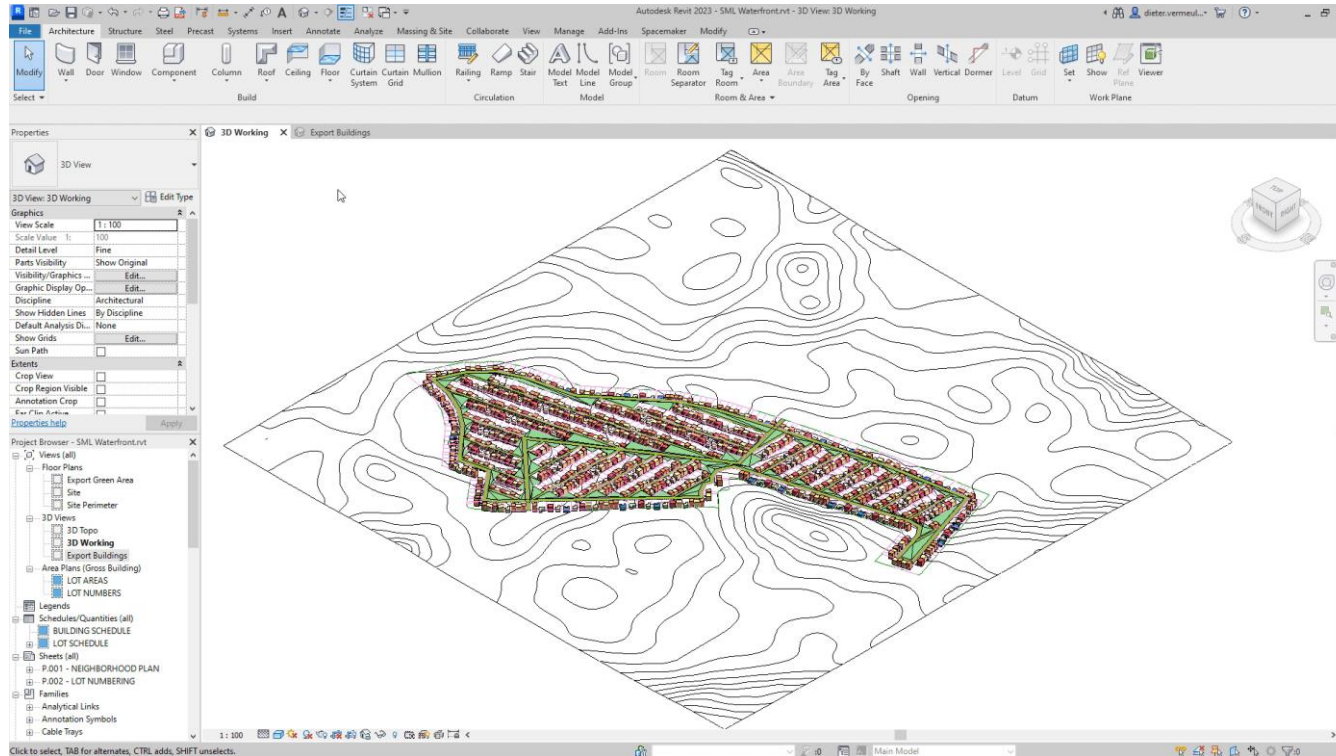 Autodesk Revit 2023 - SML Waterfront.rvt - 3D View: 3D Working
dieter.vermeul...
File Architecture Structure Steel Precast Systems Insert Annotate Analyze Massing & Site Collaborate View Manage Add-Ins Spacemaker Modify
Modify Wall Door Window Component Column Roof Ceiling Floor Curtain System Curtain Grid Mullion Railing Ramp Stair Model Text Model Line Model Group Room Room Separator Tag Room Area Area Boundary Tag Area By Face Shaft Wall Vertical Dormer Level Grid Set Show Ref Plane Viewer
Select Build Circulation Model Room & Area Opening Datum Work Plane
Properties
3D Working
Export Buildings
3D View
3D View: 3D Working
Edit Type
Graphics
View Scale 1 : 100
Scale Value 1: 100
Detail Level Fine
Parts Visibility Show Original
Visibility/Graphics ... Edit...
Graphic Display Op... Edit...
Discipline Architectural
Show Hidden Lines By Discipline
Default Analysis Di... None
Show Grids Edit...
Sun Path
Extents
Crop View
Crop Region Visible
Annotation Crop
Far Clip Active
Properties help Apply
Project Browser - SML Waterfront.rvt
Views (all)
Floor Plans
Export Green Area
Site
Site Perimeter
3D Views
3D Topo
3D Working
Export Buildings
Area Plans (Gross Building)
LOT AREAS
LOT NUMBERS
Legends
Schedules/Quantities (all)
BUILDING SCHEDULE
LOT SCHEDULE
Sheets (all)
P.001 - NEIGHBORHOOD PLAN
P.002 - LOT NUMBERING
Families
Analytical Links
Annotation Symbols
Cable Trays
TOP
FRONT
RIGHT
1 : 100
Click to select, TAB for alternates, CTRL adds, SHIFT unselects.
:0
Main Model
:0